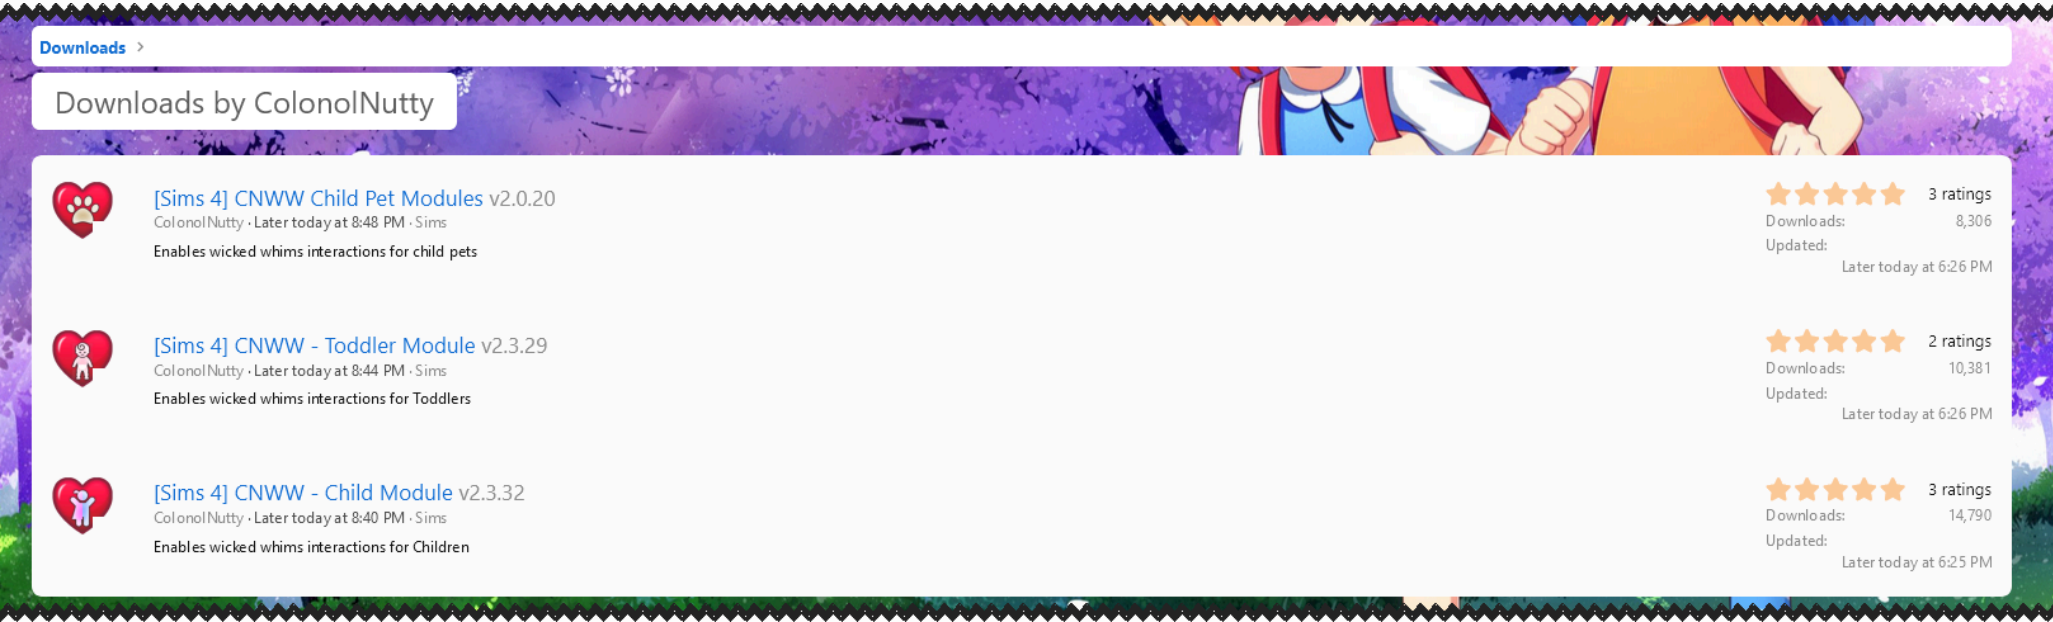 Downloads
Downloads by ColonolNutty
[Sims 4] CNWW Child Pet Modules v2.0.20
ColonolNutty · Later today at 8:48 PM · Sims
Enables wicked whims interactions for child pets
3 ratings
Downloads: 8,306
Updated:
Later today at 6:26 PM
[Sims 4] CNWW - Toddler Module v2.3.29
ColonolNutty · Later today at 8:44 PM · Sims
Enables wicked whims interactions for Toddlers
2 ratings
Downloads: 10,381
Updated:
Later today at 6:26 PM
[Sims 4] CNWW - Child Module v2.3.32
ColonolNutty · Later today at 8:40 PM · Sims
Enables wicked whims interactions for Children
3 ratings
Downloads: 14,790
Updated:
Later today at 6:25 PM